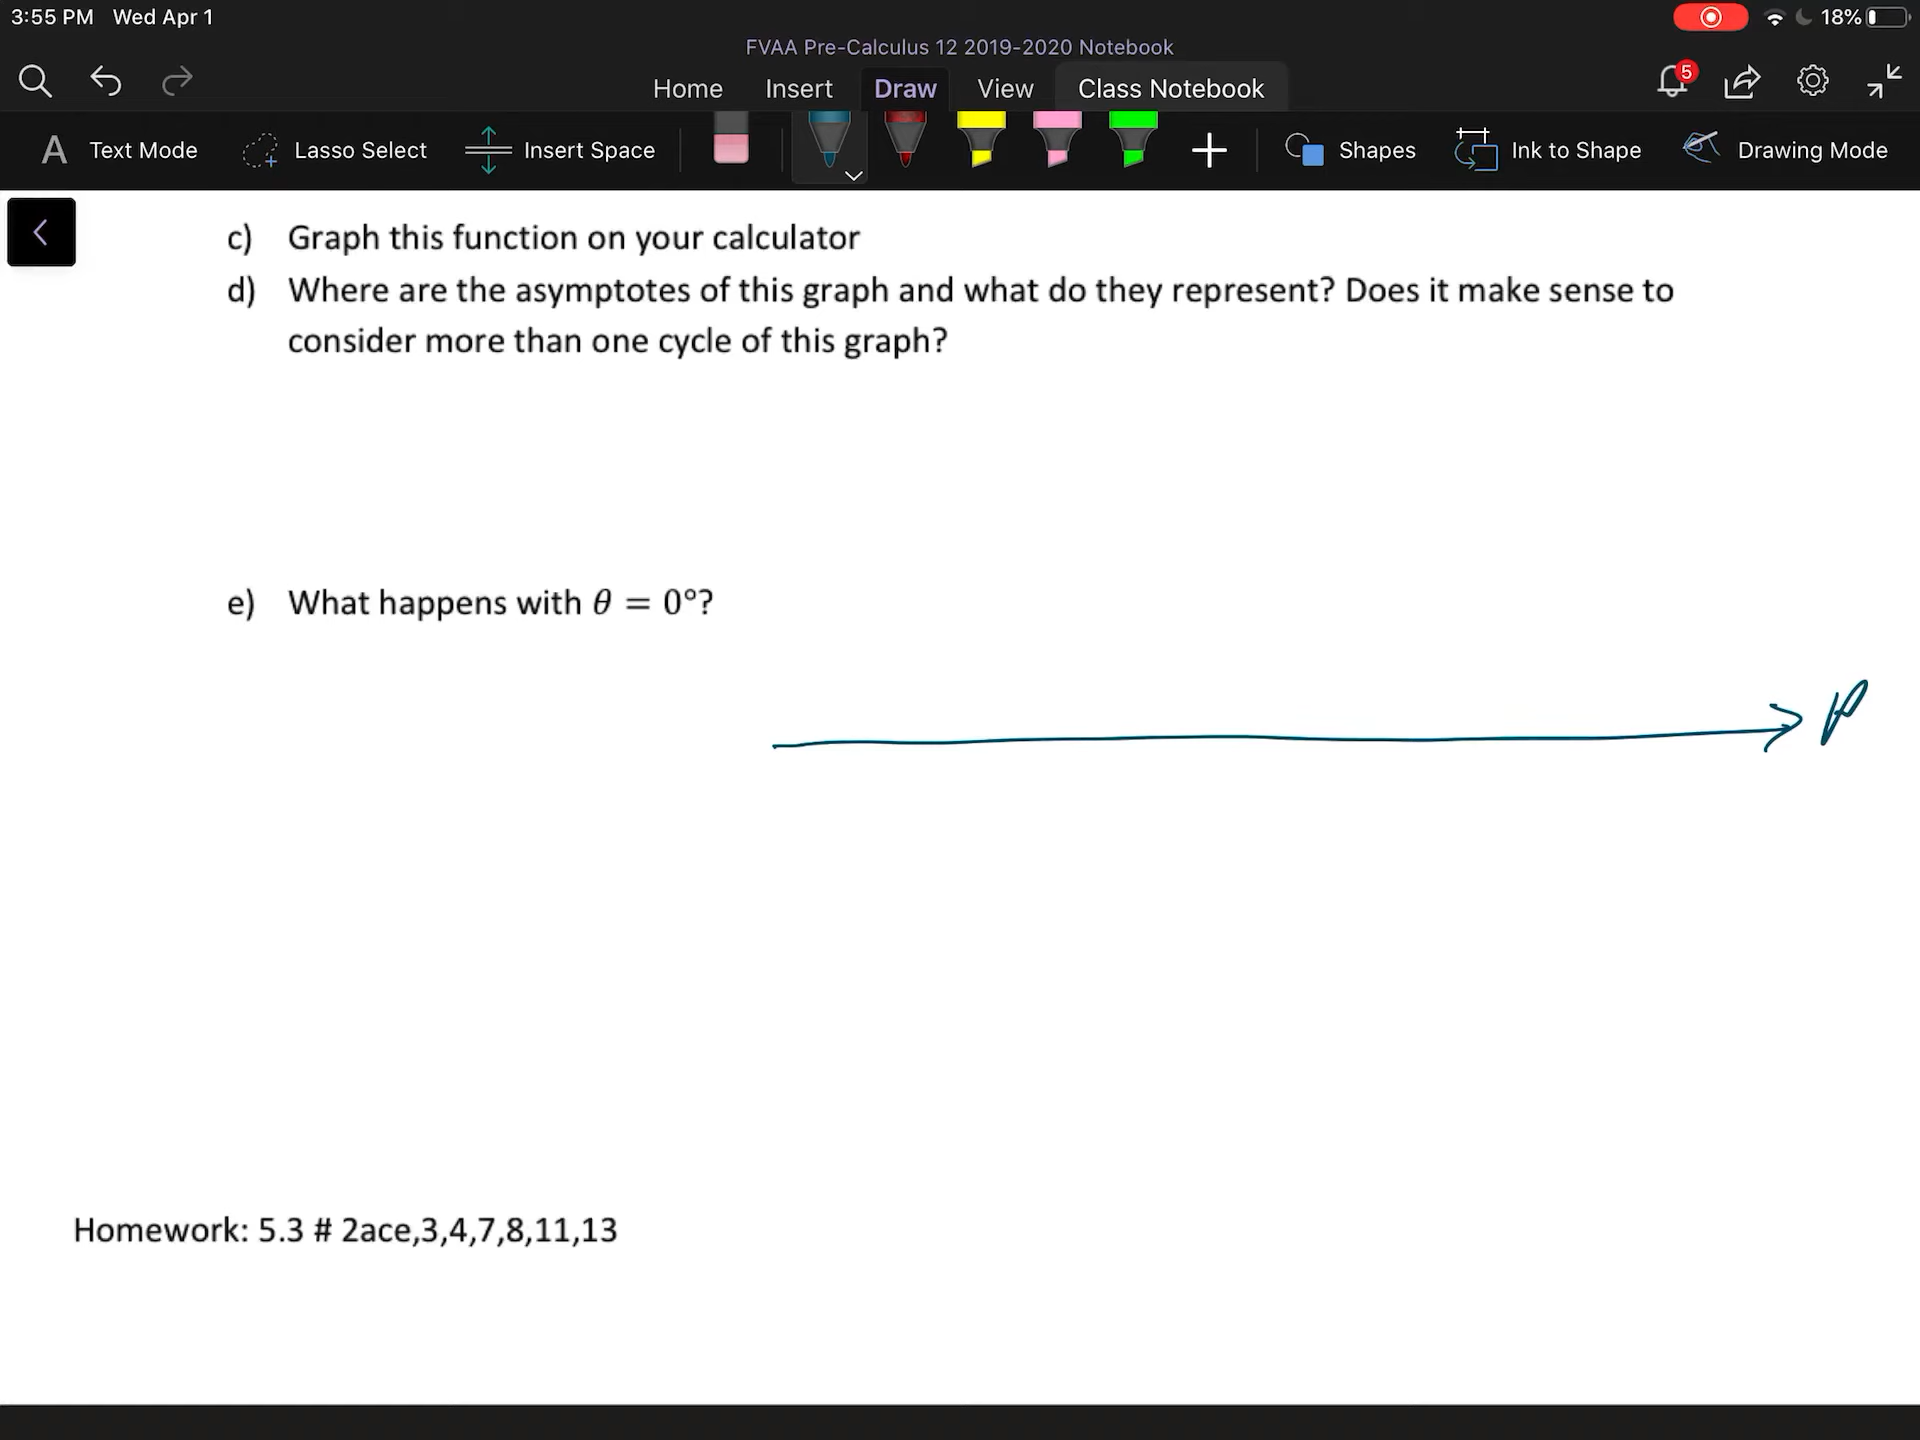 3:55 PM Wed Apr 1
18%
FVAA Pre-Calculus 12 2019-2020 Notebook
Home Insert Draw View Class Notebook
5
A Text Mode Lasso Select Insert Space Shapes Ink to Shape Drawing Mode
c) Graph this function on your calculator
d) Where are the asymptotes of this graph and what do they represent? Does it make sense to
consider more than one cycle of this graph?
e) What happens with θ = 0°?
Homework: 5.3 # 2ace,3,4,7,8,11,13